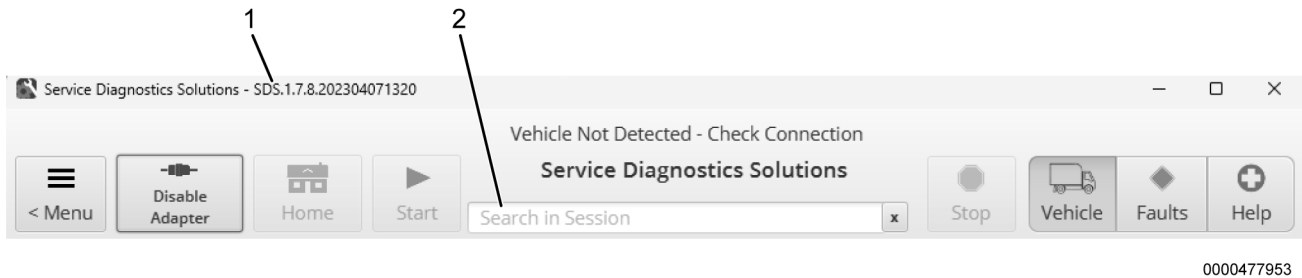 1 2
Service Diagnostics Solutions - SDS.1.7.8.202304071320
Vehicle Not Detected - Check Connection
Service Diagnostics Solutions
< Menu
Disable
Adapter
Home
Start
Search in Session
x
Stop
Vehicle
Faults
Help
0000477953